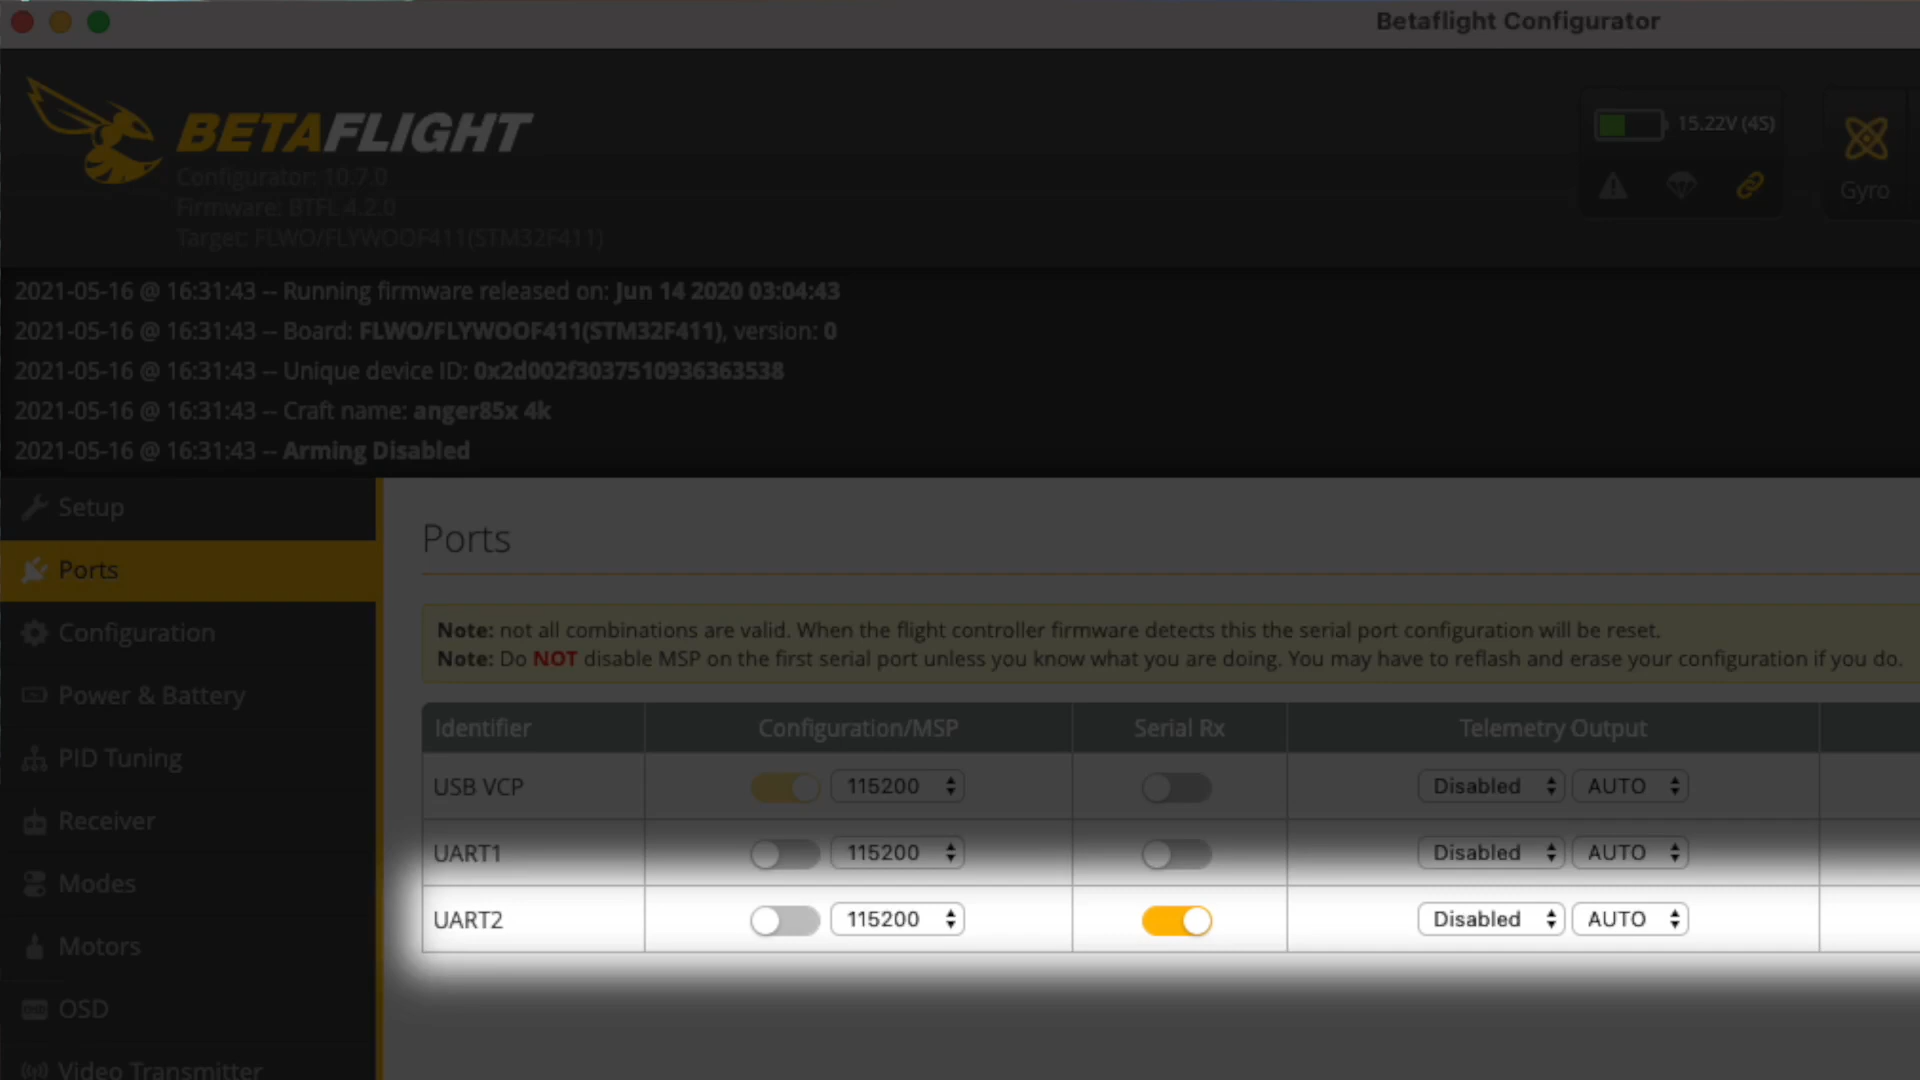 Betaflight Configurator
BETAFLIGHT
Configurator: 10.7.0
Firmware: BTFL 4.2.0
Target: FLWO/FLYWOOF411(STM32F411)
15.22V (4S)
Gyro
2021-05-16 @ 16:31:43 -- Running firmware released on: Jun 14 2020 03:04:43
2021-05-16 @ 16:31:43 -- Board: FLWO/FLYWOOF411(STM32F411), version: 0
2021-05-16 @ 16:31:43 -- Unique device ID: 0x2d002f3037510936363538
2021-05-16 @ 16:31:43 -- Craft name: anger85x 4k
2021-05-16 @ 16:31:43 -- Arming Disabled
Setup
Ports
Configuration
Power & Battery
PID Tuning
Receiver
Modes
Motors
OSD
Video Transmitter
Ports
Note: not all combinations are valid. When the flight controller firmware detects this the serial port configuration will be reset.
Note: Do NOT disable MSP on the first serial port unless you know what you are doing. You may have to reflash and erase your configuration if you do.
Identifier Configuration/MSP Serial Rx Telemetry Output
USB VCP 115200 Disabled AUTO
UART1 115200 Disabled AUTO
UART2 115200 Disabled AUTO